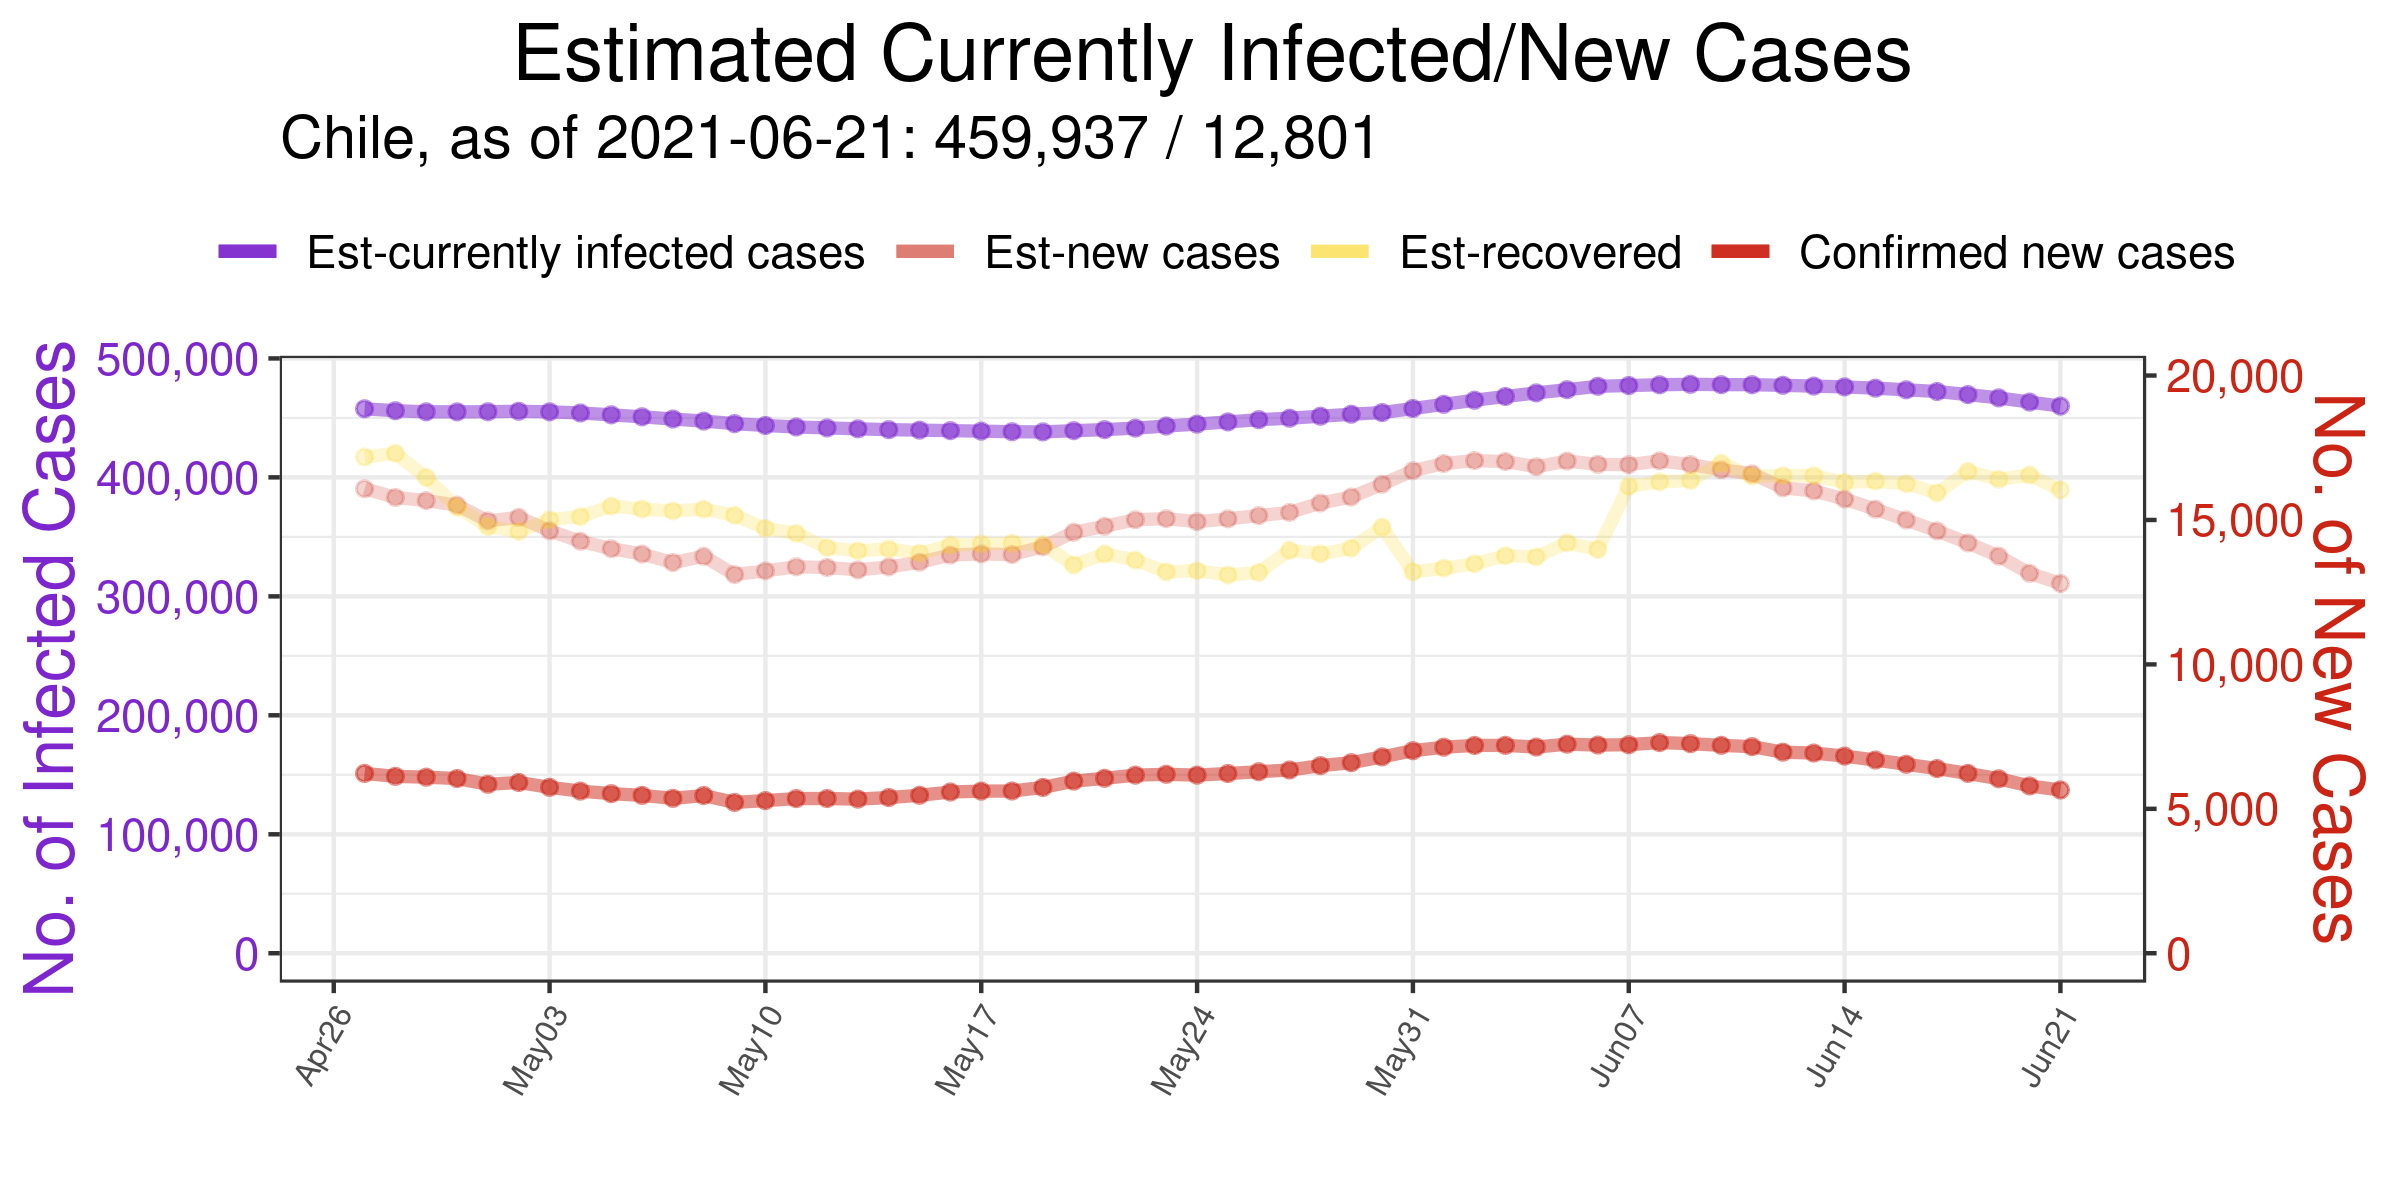 Estimated Currently Infected/New Cases
Chile, as of 2021-06-21: 459,937 / 12,801
Est-currently infected cases Est-new cases Est-recovered Confirmed new cases
No. of Infected Cases
500,000
400,000
300,000
200,000
100,000
0
20,000
15,000
10,000
5,000
0
No. of New Cases
Apr26 May03 May10 May17 May24 May31 Jun07 Jun14 Jun21